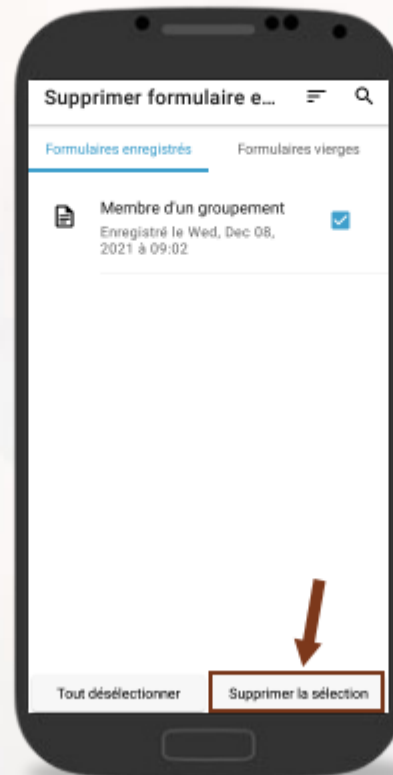 Supprimer formulaire e...
Formulaires enregistrés
Formulaires vierges
Membre d'un groupement
Enregistré le Wed, Dec 08,
2021 à 09:02
Tout désélectionner
Supprimer la sélection